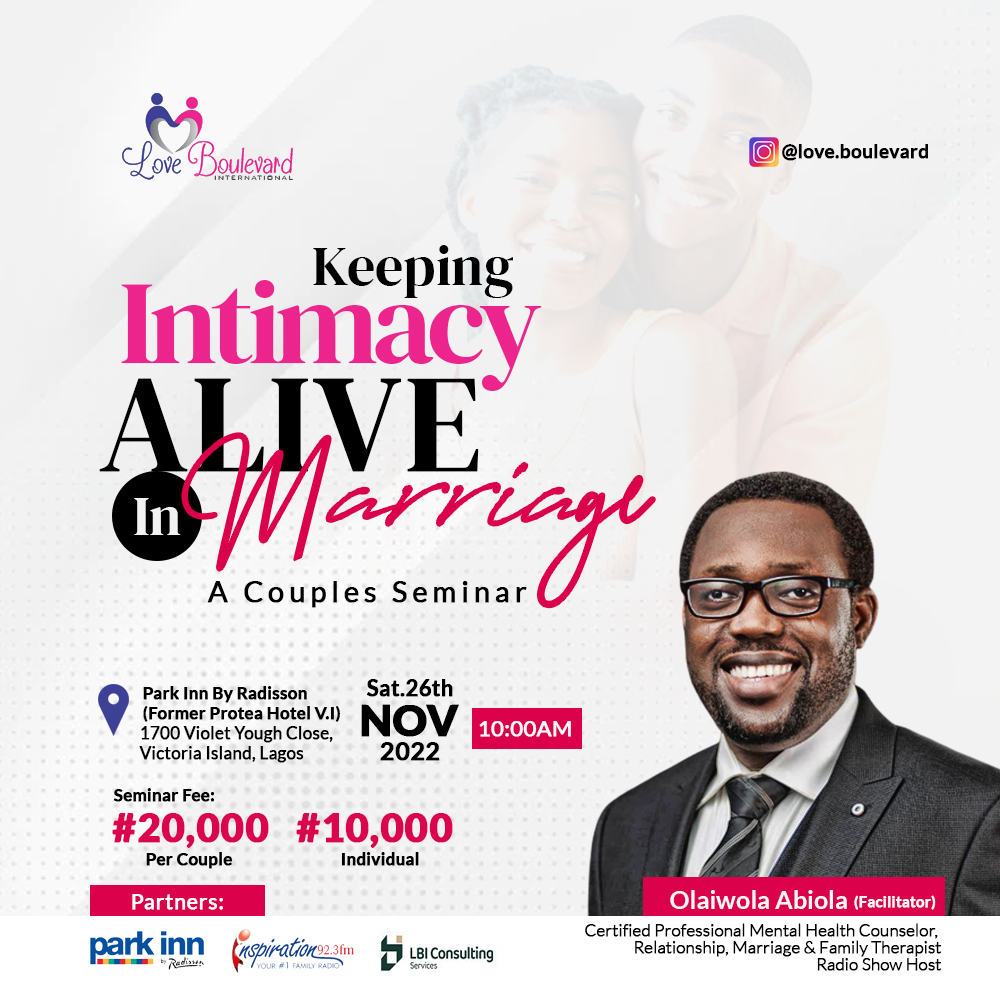 Love Boulevard
INTERNATIONAL
@love.boulevard
Keeping
Intimacy
ALIVE
In Marriage
A Couples Seminar
Park Inn By Radisson
(Former Protea Hotel V.I)
1700 Violet Yough Close,
Victoria Island, Lagos
Sat.26th
NOV
2022
10:00AM
Seminar Fee:
#20,000
Per Couple
#10,000
Individual
Partners:
park inn
by Radisson
Inspiration 92.3fm
YOUR #1 FAMILY RADIO
LBI Consulting
Services
Olaiwola Abiola (Facilitator)
Certified Professional Mental Health Counselor,
Relationship, Marriage & Family Therapist
Radio Show Host